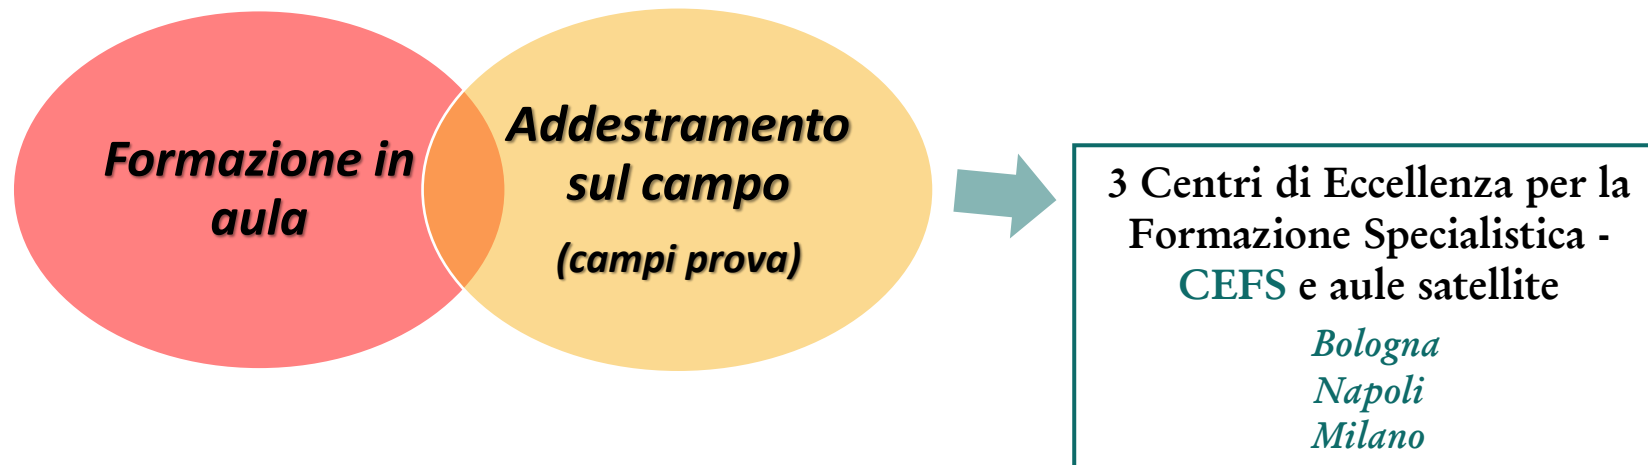 Formazione in
aula
Addestramento
sul campo
(campi prova)
3 Centri di Eccellenza per la
Formazione Specialistica -
CEFS e aule satellite
Bologna
Napoli
Milano